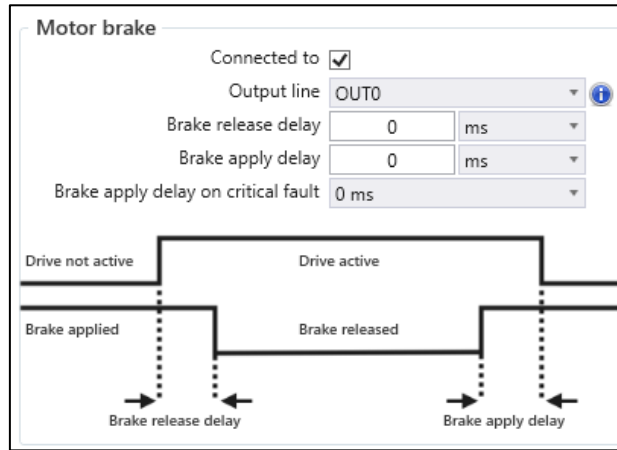 Motor brake
Connected to
Output line OUT0
Brake release delay 0 ms
Brake apply delay 0 ms
Brake apply delay on critical fault 0 ms
Drive not active Drive active
Brake applied Brake released
Brake release delay Brake apply delay